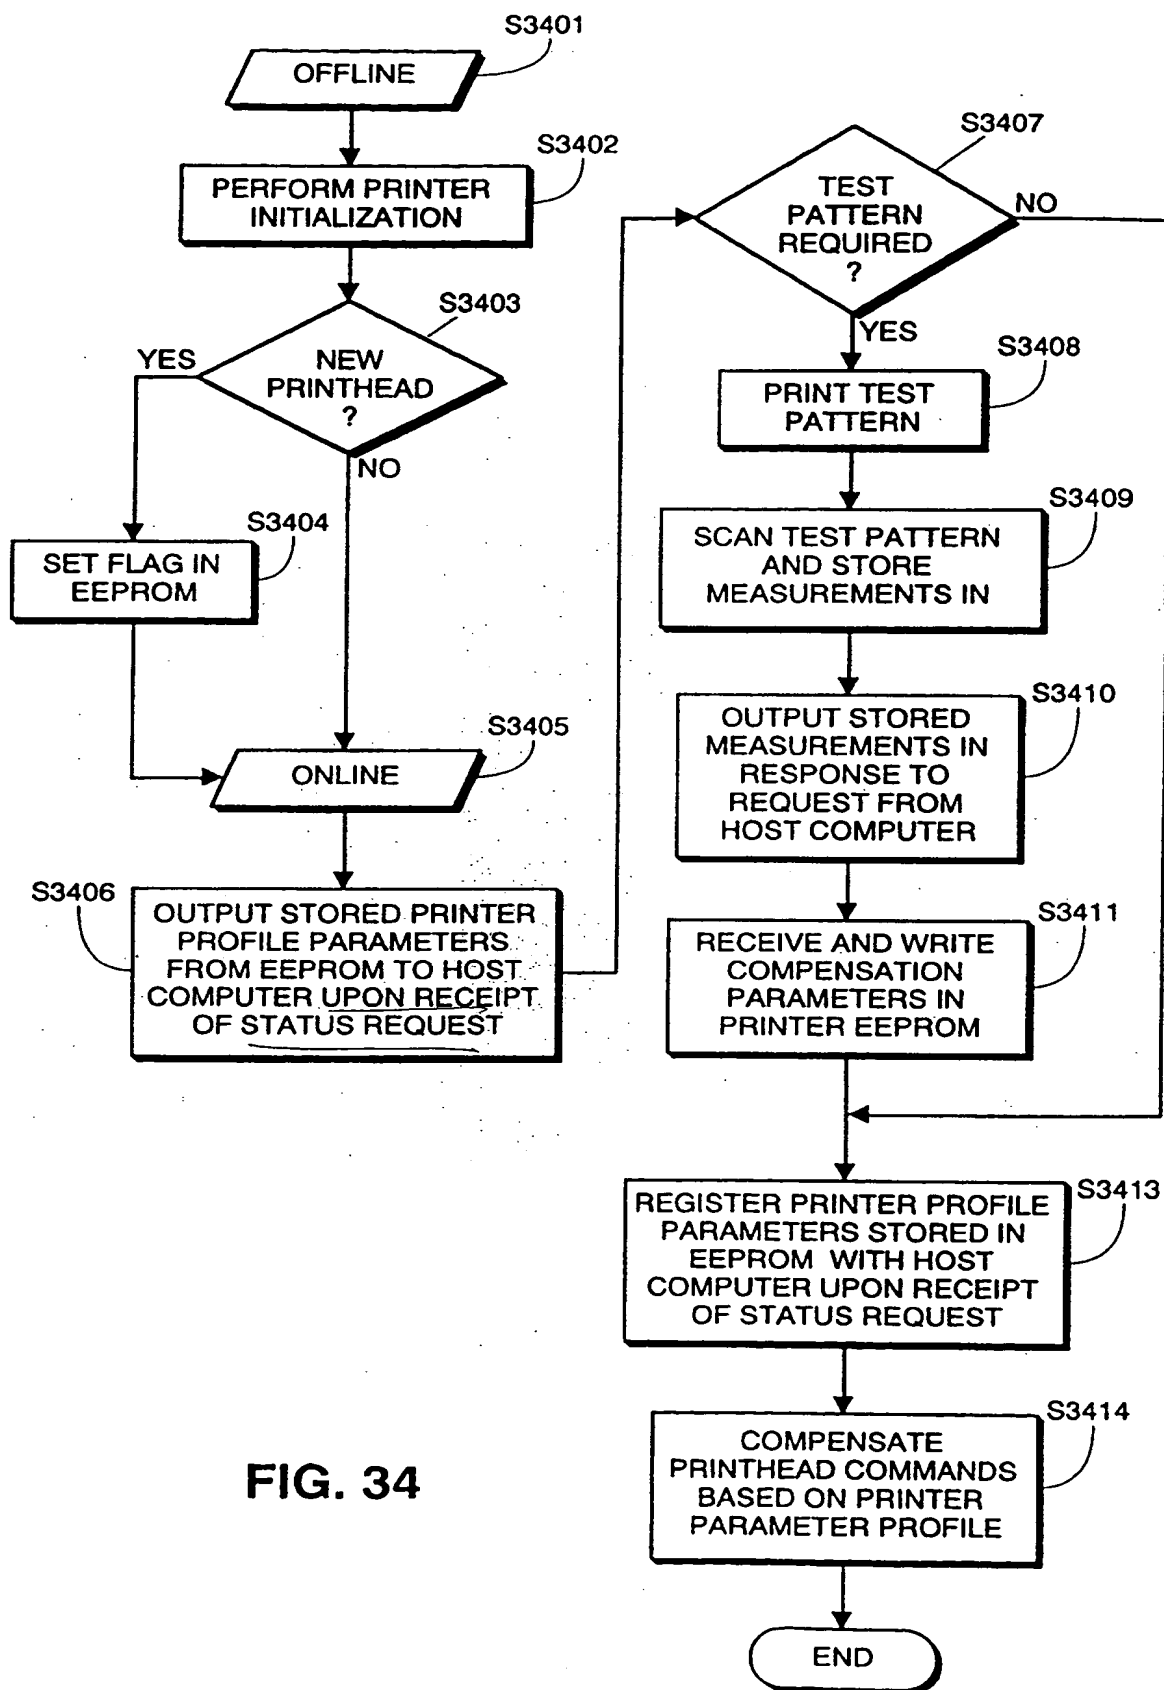 S3401
OFFLINE
S3402
PERFORM PRINTER
INITIALIZATION
S3403
YES
NEW
PRINTHEAD
?
NO
S3404
SET FLAG IN
EEPROM
S3405
ONLINE
S3406
OUTPUT STORED PRINTER
PROFILE PARAMETERS
FROM EEPROM TO HOST
COMPUTER UPON RECEIPT
OF STATUS REQUEST
S3407
TEST
PATTERN
REQUIRED
?
NO
YES
S3408
PRINT TEST
PATTERN
S3409
SCAN TEST PATTERN
AND STORE
MEASUREMENTS IN
S3410
OUTPUT STORED
MEASUREMENTS IN
RESPONSE TO
REQUEST FROM
HOST COMPUTER
S3411
RECEIVE AND WRITE
COMPENSATION
PARAMETERS IN
PRINTER EEPROM
S3413
REGISTER PRINTER PROFILE
PARAMETERS STORED IN
EEPROM WITH HOST
COMPUTER UPON RECEIPT
OF STATUS REQUEST
S3414
COMPENSATE
PRINTHEAD COMMANDS
BASED ON PRINTER
PARAMETER PROFILE
END
FIG. 34